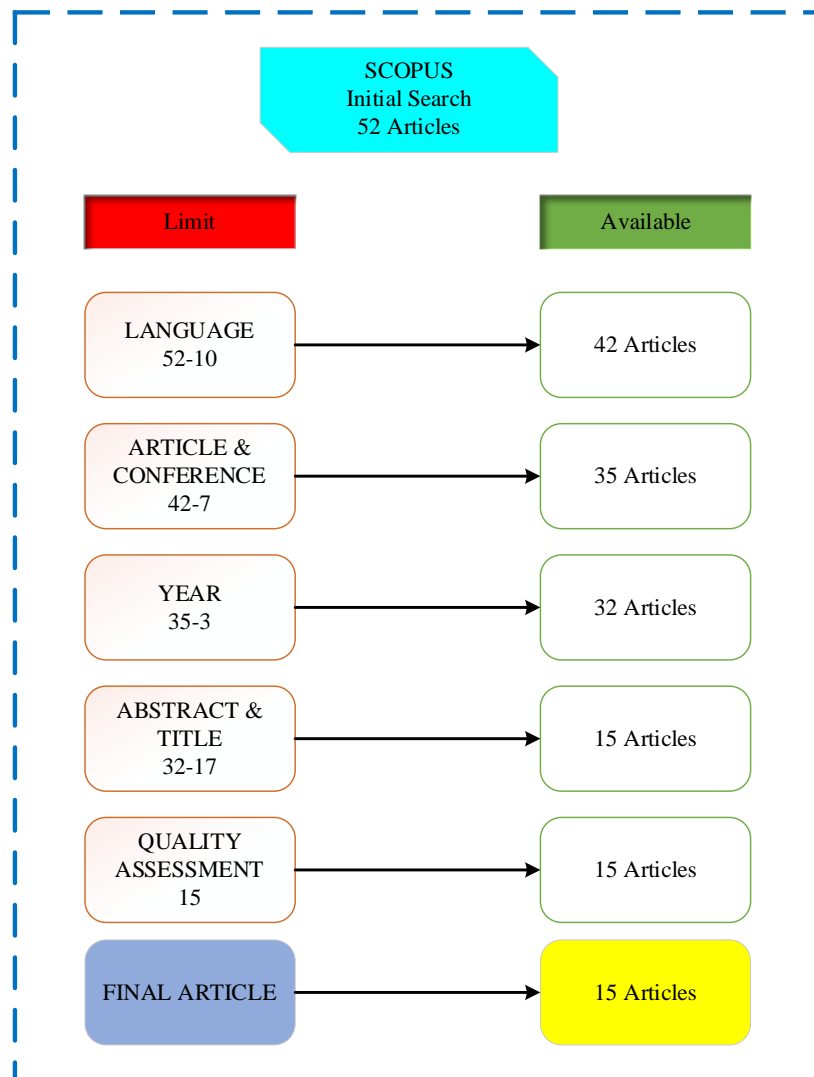 SCOPUS
Initial Search
52 Articles
Limit
Available
LANGUAGE
52-10
42 Articles
ARTICLE &
CONFERENCE
42-7
35 Articles
YEAR
35-3
32 Articles
ABSTRACT &
TITLE
32-17
15 Articles
QUALITY
ASSESSMENT
15
15 Articles
FINAL ARTICLE
15 Articles